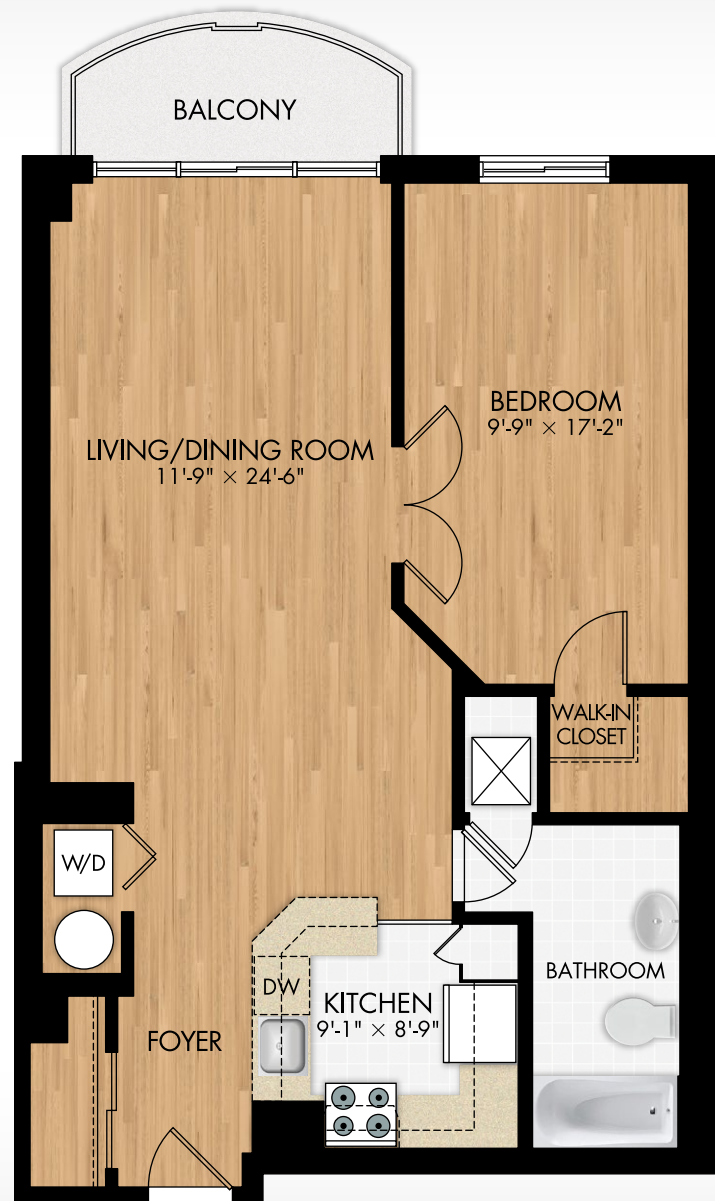 BALCONY
BEDROOM
9'-9" × 17'-2"
LIVING/DINING ROOM
11'-9" × 24'-6"
WALK-IN
CLOSET
W/D
BATHROOM
DW
KITCHEN
9'-1" × 8'-9"
FOYER